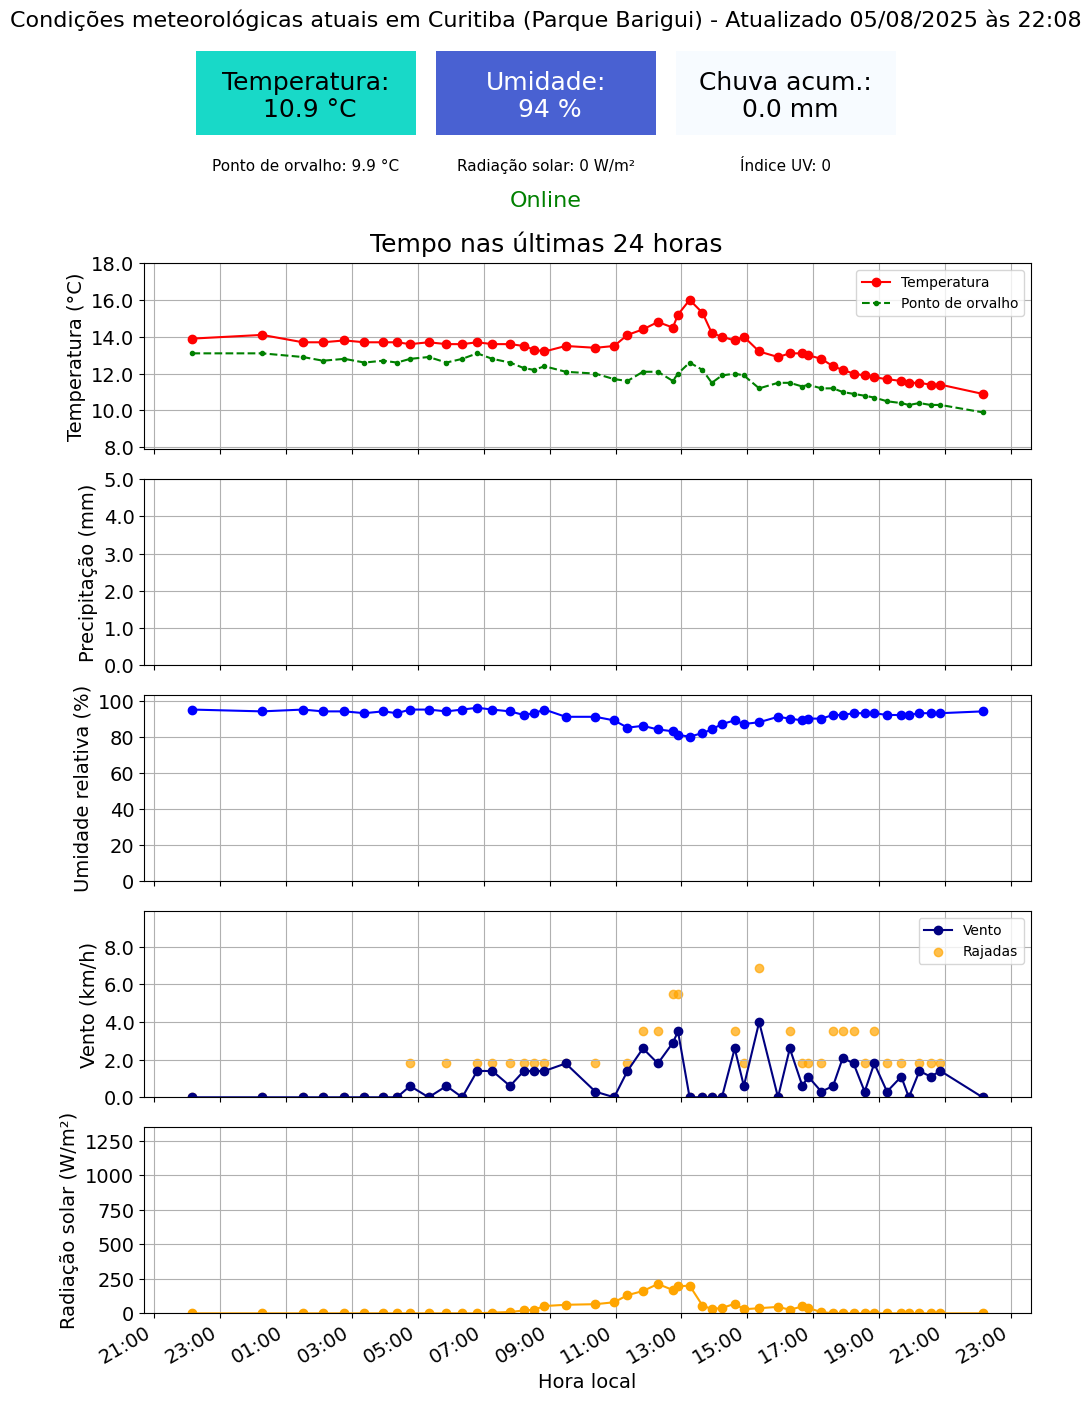 Condições meteorológicas atuais em Curitiba (Parque Barigui) - Atualizado 05/08/2025 às 22:08
Temperatura:
10.9 °C
Umidade:
94 %
Chuva acum.:
0.0 mm
Ponto de orvalho: 9.9 °C
Radiação solar: 0 W/m²
Índice UV: 0
Online
Tempo nas últimas 24 horas
Temperatura (°C)
18.0
16.0
14.0
12.0
10.0
8.0
Temperatura
Ponto de orvalho
Precipitação (mm)
5.0
4.0
3.0
2.0
1.0
0.0
Umidade relativa (%)
100
80
60
40
20
0
Vento (km/h)
8.0
6.0
4.0
2.0
0.0
Vento
Rajadas
Radiação solar (W/m²)
1250
1000
750
500
250
0
21:00
23:00
01:00
03:00
05:00
07:00
09:00
11:00
13:00
15:00
17:00
19:00
21:00
23:00
Hora local